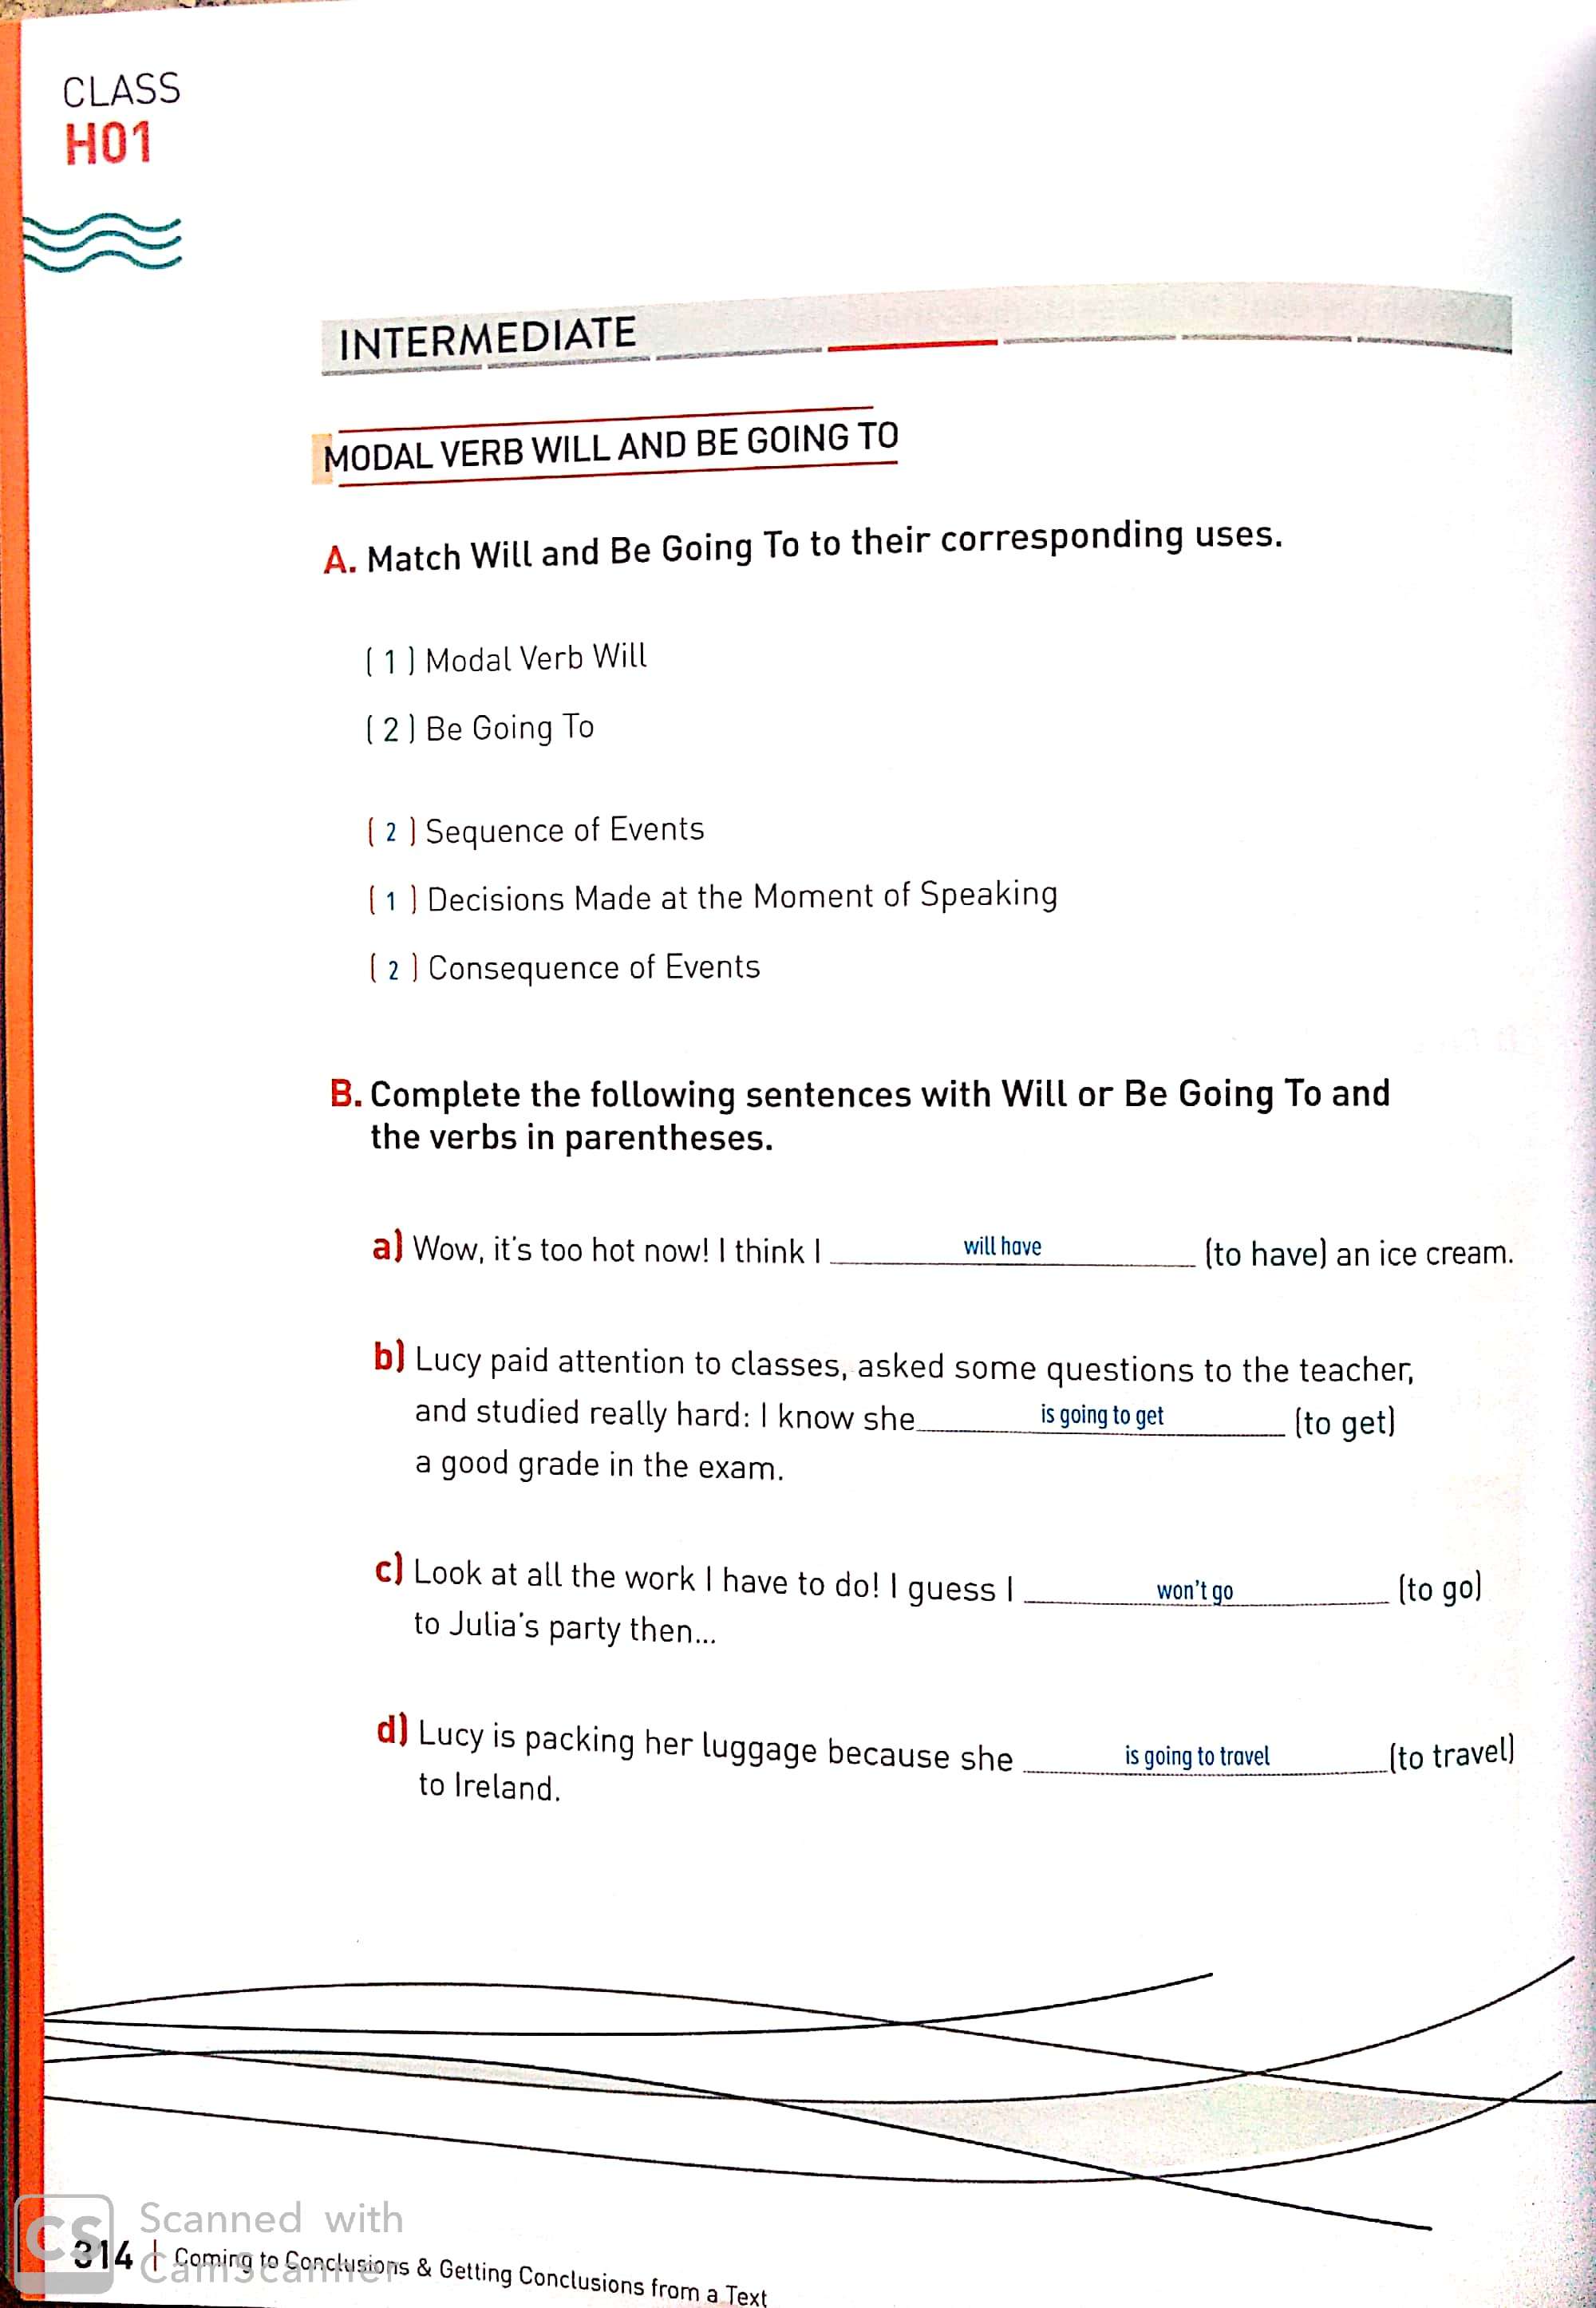 CLASS
H01
INTERMEDIATE
MODAL VERB WILL AND BE GOING TO
A. Match Will and Be Going To to their corresponding uses.
( 1 ) Modal Verb Will
( 2 ) Be Going To
( 2 ) Sequence of Events
( 1 ) Decisions Made at the Moment of Speaking
( 2 ) Consequence of Events
B. Complete the following sentences with Will or Be Going To and
the verbs in parentheses.
a) Wow, it's too hot now! I think I will have (to have) an ice cream.
b) Lucy paid attention to classes, asked some questions to the teacher,
and studied really hard: I know she is going to get (to get)
a good grade in the exam.
c) Look at all the work I have to do! I guess I won't go (to go)
to Julia's party then...
d) Lucy is packing her luggage because she is going to travel (to travel)
to Ireland.
CS
Scanned with
CamScanner
314 | Coming to Conclusions & Getting Conclusions from a Text